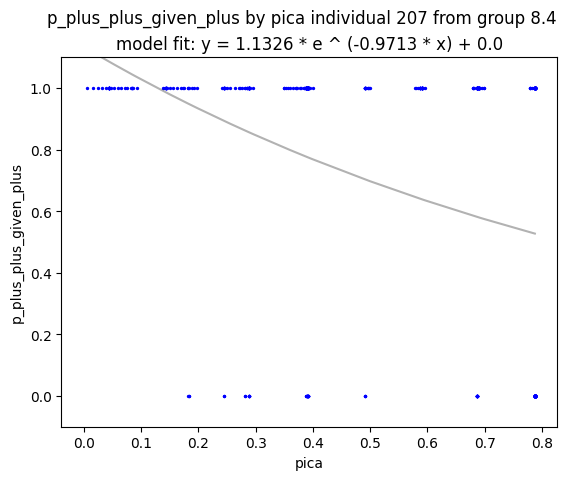 p_plus_plus_given_plus by pica individual 207 from group 8.4
model fit: y = 1.1326 * e ^ (-0.9713 * x) + 0.0
p_plus_plus_given_plus
1.0
0.8
0.6
0.4
0.2
0.0
0.0 0.1 0.2 0.3 0.4 0.5 0.6 0.7 0.8
pica